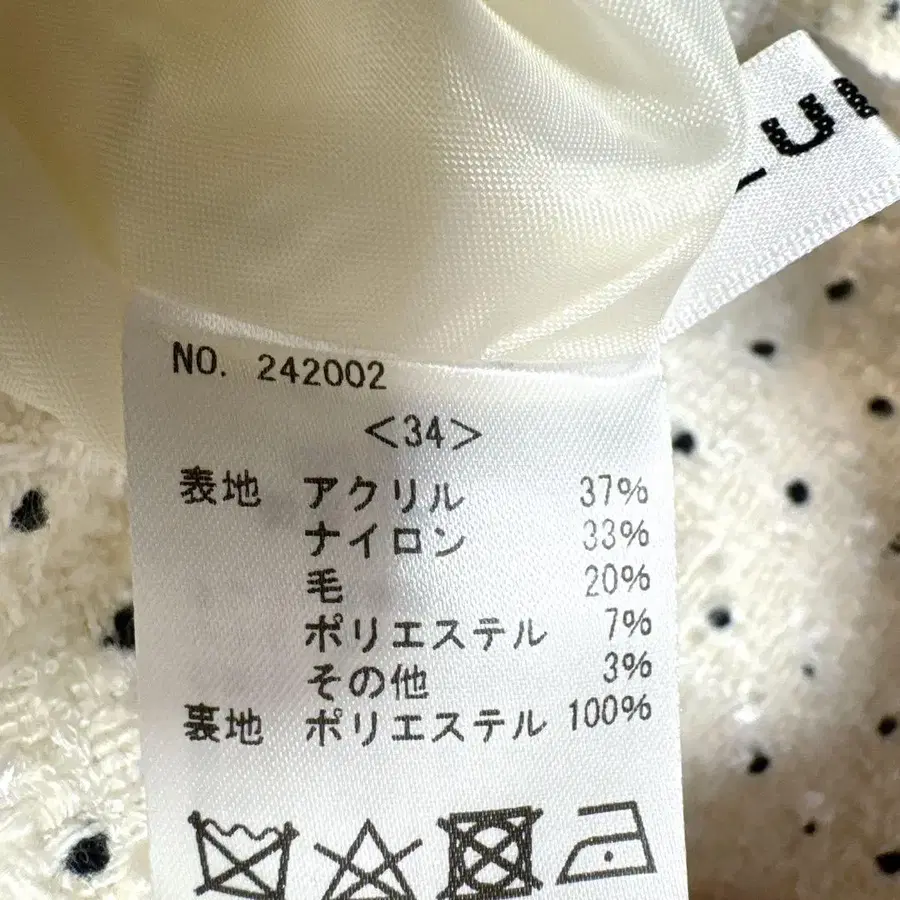 NO. 242002
<34>
表地 アクリル 37%
ナイロン 33%
毛 20%
ポリエステル 7%
その他 3%
裏地 ポリエステル 100%